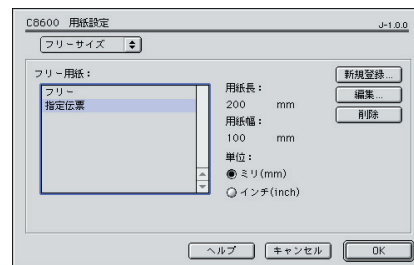 C8600 用紙設定
J-1.0.0
フリーサイズ
フリー用紙：
フリー
指定伝票
用紙長：
200 mm
用紙幅：
100 mm
単位：
ミリ(mm)
インチ(inch)
新規登録...
編集...
削除
ヘルプ
キャンセル
OK